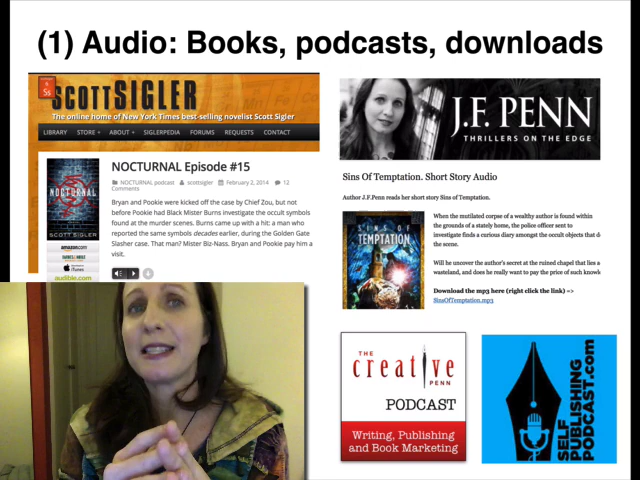 (1) Audio: Books, podcasts, downloads
Ss
SCOTTSIGLER
The online home of New York Times best-selling novelist Scott Sigler
LIBRARY STORE + ABOUT + SIGLERPEDIA FORUMS REQUESTS CONTACT
NOCTURNAL
SCOTT SIGLER
amazon.com
BARNES&NOBLE
iTunes
audible.com
NOCTURNAL Episode #15
NOCTURNAL podcast scottsigler February 2, 2014 12
Comments
Bryan and Pookie were kicked off the case by Chief Zou, but not
before Pookie had Black Mister Burns investigate the occult symbols
found at the murder scenes. Burns came up with a hit: a man who
reported the same symbols decades earlier, during the Golden Gate
Slasher case. That man? Mister Biz-Nass. Bryan and Pookie pay him a
visit.
J.F. PENN
THRILLERS ON THE EDGE
Sins Of Temptation. Short Story Audio
Author J.F.Penn reads her short story Sins of Temptation.
SINS OF
TEMPTATION
When the mutilated corpse of a wealthy author is found within
the grounds of a stately home, the police officer sent to
investigate finds a curious diary amongst the occult objects that d
the scene.
Will he uncover the author's secret at the ruined chapel that lies a
wasteland, and does he really want to pay the price of such knowle
Download the mp3 here (right click the link) =>
SinsOfTemptation.mp3
THE
creative
PENN
PODCAST
Writing, Publishing
and Book Marketing
SELF
PUBLISHING
PODCAST.com